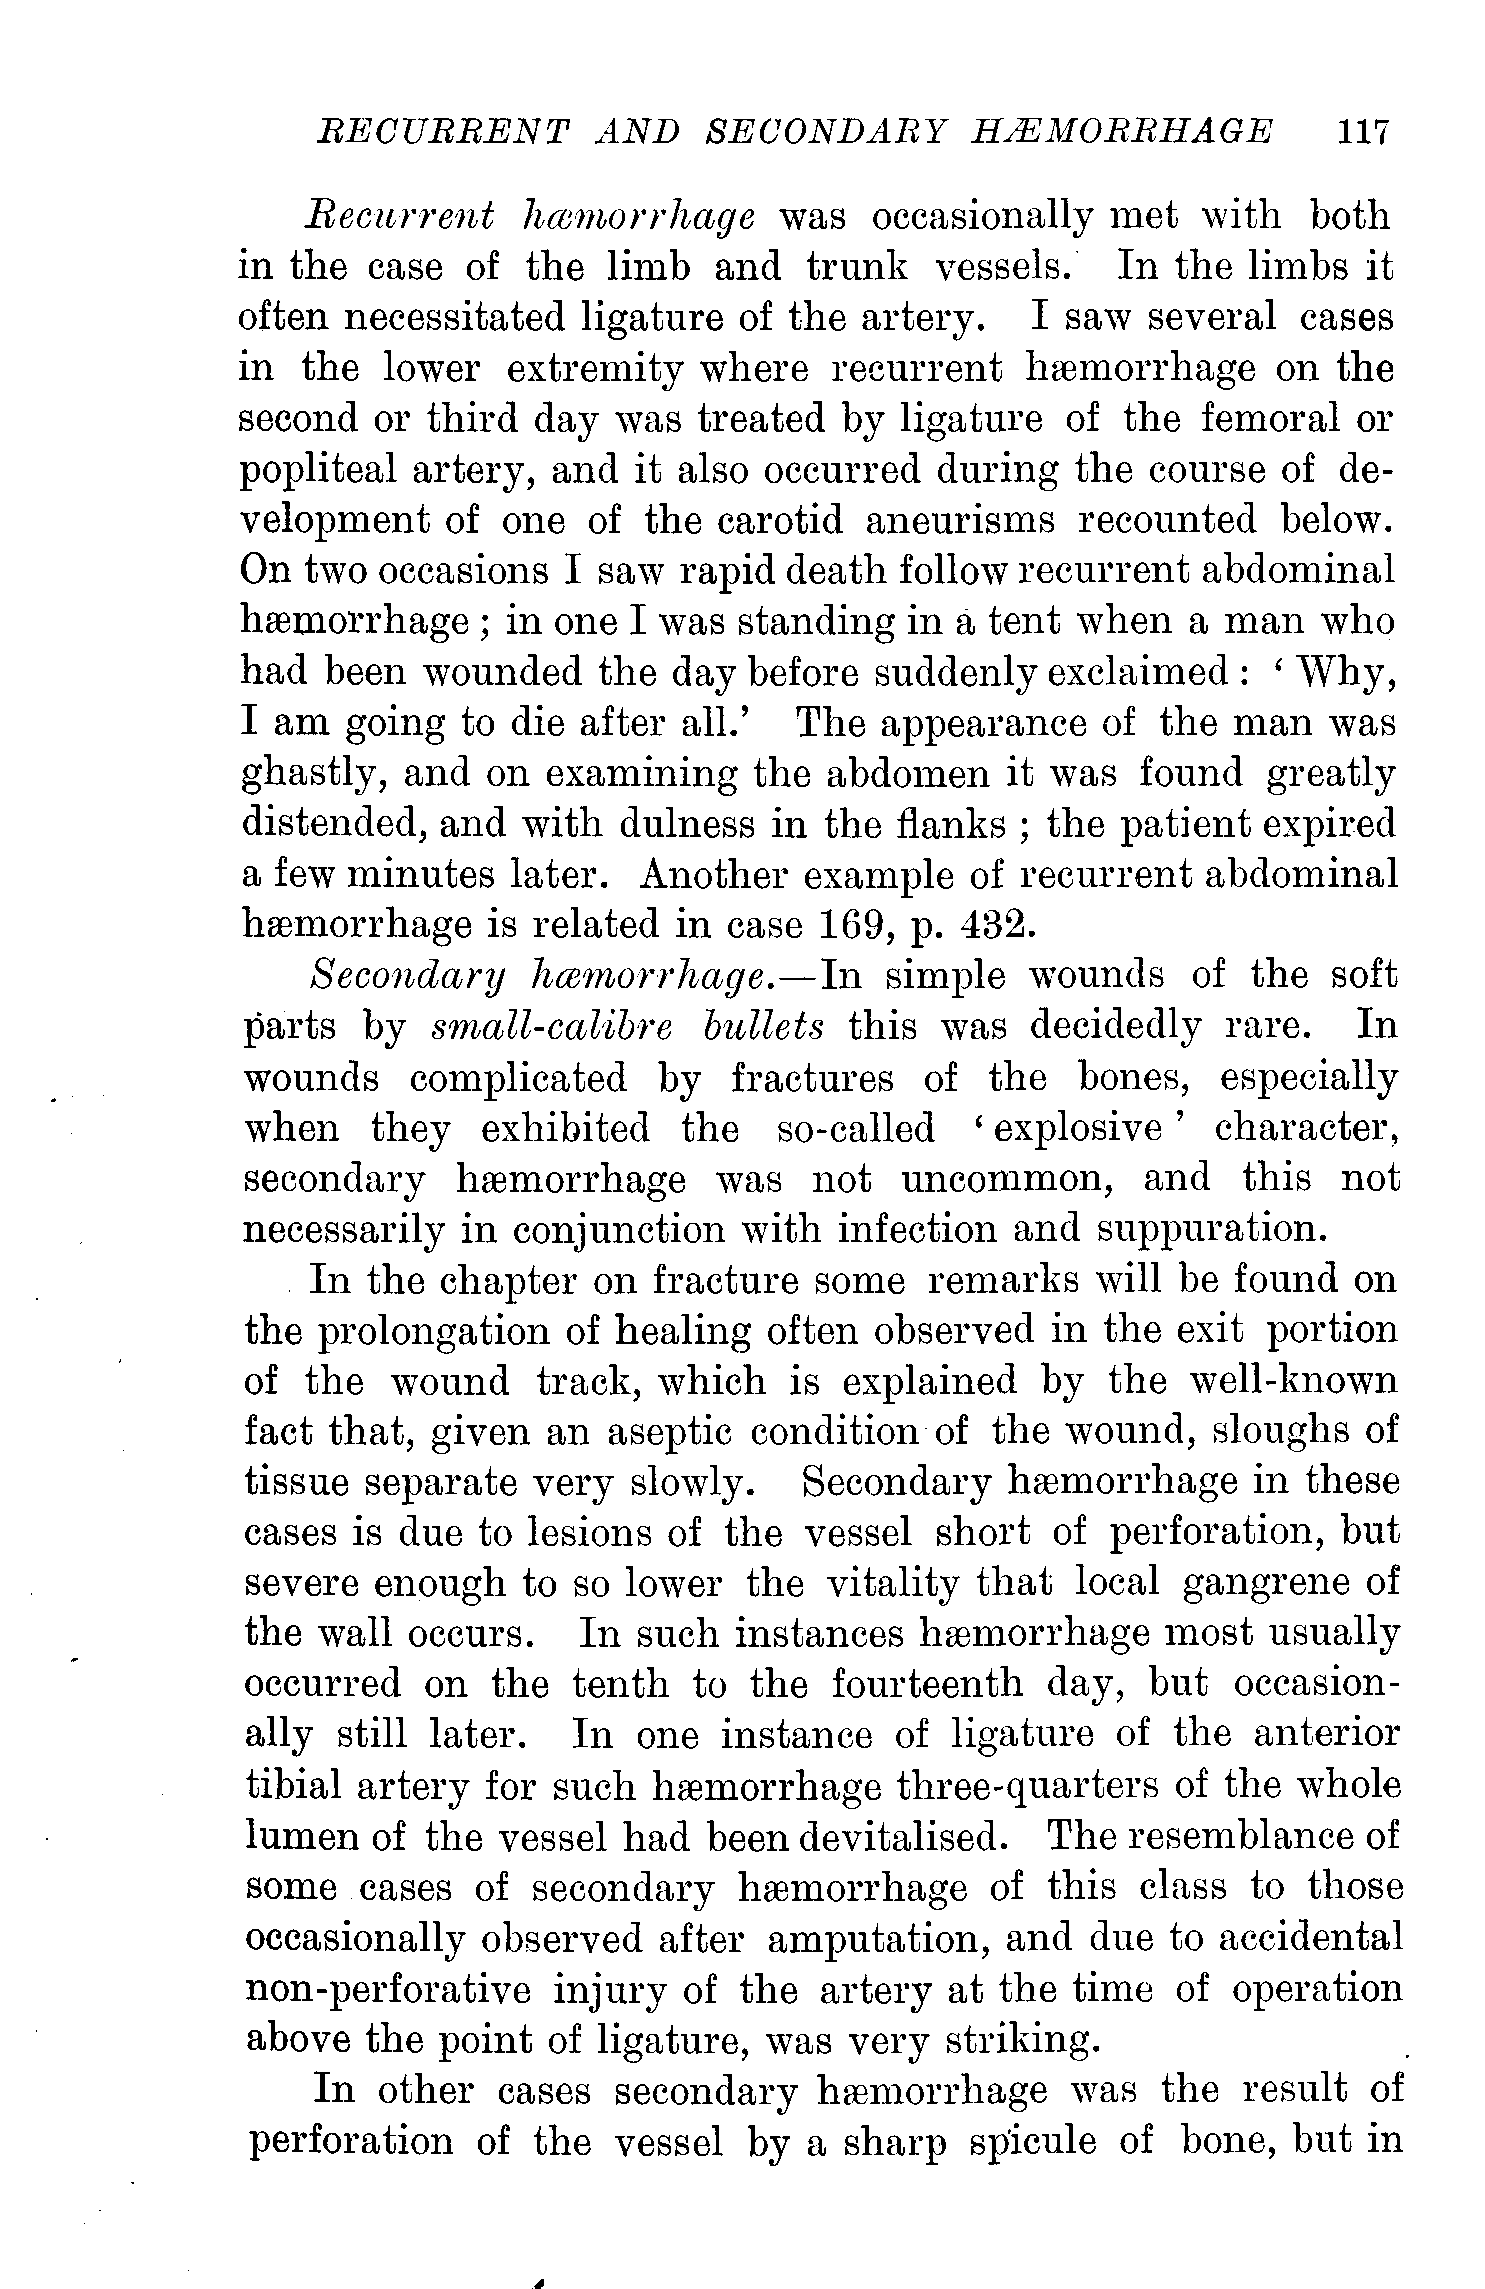 RECURRENT AND SECONDARY HÆMORRHAGE 117
Recurrent hæmorrhage was occasionally met with both
in the case of the limb and trunk vessels. In the limbs it
often necessitated ligature of the artery. I saw several cases
in the lower extremity where recurrent hæmorrhage on the
second or third day was treated by ligature of the femoral or
popliteal artery, and it also occurred during the course of de-
velopment of one of the carotid aneurisms recounted below.
On two occasions I saw rapid death follow recurrent abdominal
hæmorrhage ; in one I was standing in a tent when a man who
had been wounded the day before suddenly exclaimed : ‘ Why,
I am going to die after all.’ The appearance of the man was
ghastly, and on examining the abdomen it was found greatly
distended, and with dulness in the flanks ; the patient expired
a few minutes later. Another example of recurrent abdominal
hæmorrhage is related in case 169, p. 432.
Secondary hæmorrhage.—In simple wounds of the soft
parts by small-calibre bullets this was decidedly rare. In
wounds complicated by fractures of the bones, especially
when they exhibited the so-called ‘ explosive ’ character,
secondary hæmorrhage was not uncommon, and this not
necessarily in conjunction with infection and suppuration.
In the chapter on fracture some remarks will be found on
the prolongation of healing often observed in the exit portion
of the wound track, which is explained by the well-known
fact that, given an aseptic condition of the wound, sloughs of
tissue separate very slowly. Secondary hæmorrhage in these
cases is due to lesions of the vessel short of perforation, but
severe enough to so lower the vitality that local gangrene of
the wall occurs. In such instances hæmorrhage most usually
occurred on the tenth to the fourteenth day, but occasion-
ally still later. In one instance of ligature of the anterior
tibial artery for such hæmorrhage three-quarters of the whole
lumen of the vessel had been devitalised. The resemblance of
some cases of secondary hæmorrhage of this class to those
occasionally observed after amputation, and due to accidental
non-perforative injury of the artery at the time of operation
above the point of ligature, was very striking.
In other cases secondary hæmorrhage was the result of
perforation of the vessel by a sharp spicule of bone, but in